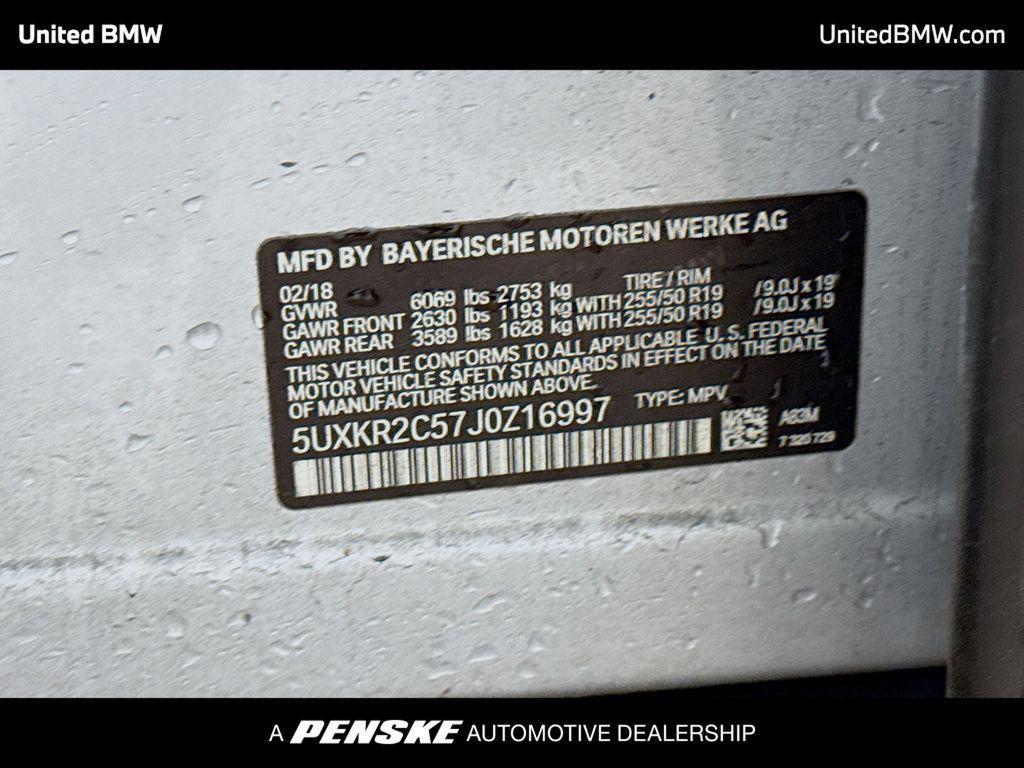 United BMW
UnitedBMW.com
MFD BY BAYERISCHE MOTOREN WERKE AG
02/18 TIRE / RIM
GVWR 6069 lbs 2753 kg
GAWR FRONT 2630 lbs 1193 kg WITH 255/50 R19 /9.0J x 19
GAWR REAR 3589 lbs 1628 kg WITH 255/50 R19 /9.0J x 19
THIS VEHICLE CONFORMS TO ALL APPLICABLE U. S. FEDERAL
MOTOR VEHICLE SAFETY STANDARDS IN EFFECT ON THE DATE
OF MANUFACTURE SHOWN ABOVE.
5UXKR2C57J0Z16997 TYPE: MPV
A83M
7 320 729
A PENSKE AUTOMOTIVE DEALERSHIP